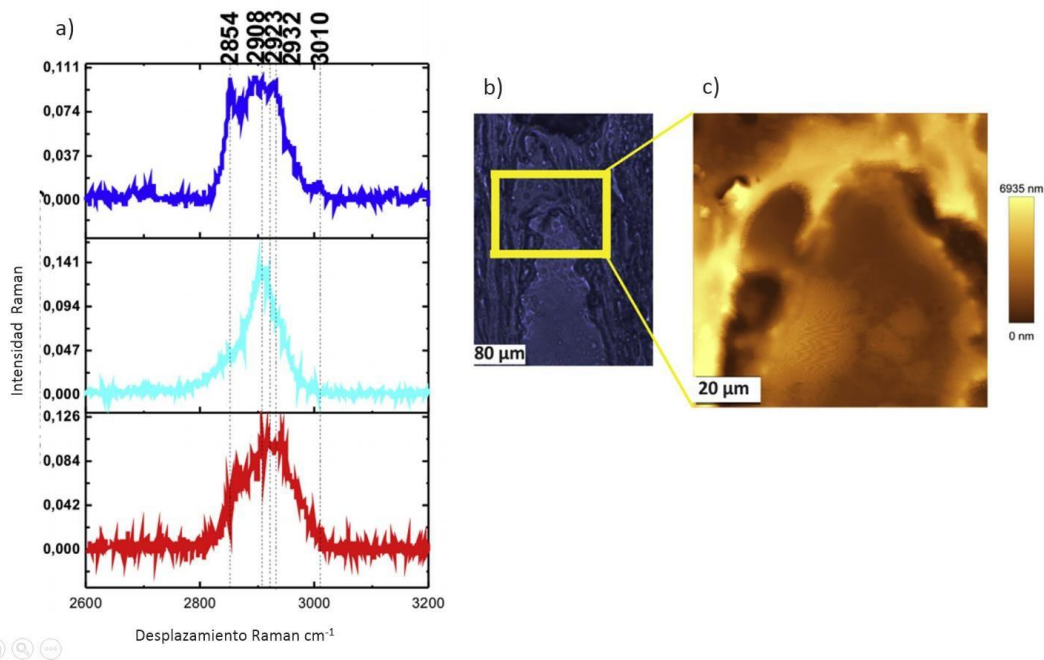 a)
2854
2908
2923
2932
3010
0,111
0,074
0,037
0,000
0,141
0,094
0,047
0,000
0,126
0,084
0,042
0,000
2600
2800
3000
3200
Intensidad Raman
Desplazamiento Raman cm⁻¹
b)
80 µm
c)
20 µm
6935 nm
0 nm